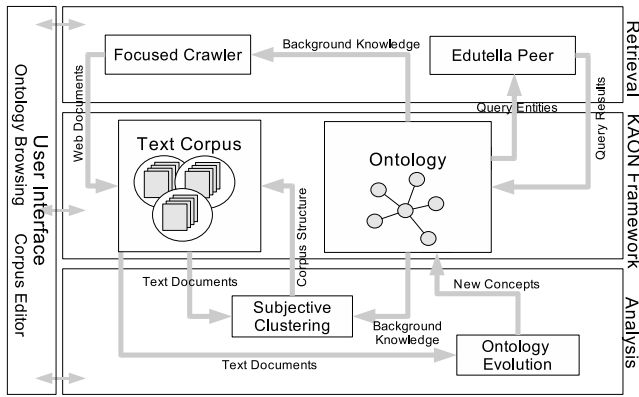 User Interface
Ontology Browsing
Corpus Editor
Retrieval
Focused Crawler
Background Knowledge
Edutella Peer
Web Documents
Query Entities
Query Results
KAON Framework
Text Corpus
Ontology
Corpus Structure
Analysis
Text Documents
Subjective
Clustering
Background
Knowledge
New Concepts
Text Documents
Ontology
Evolution